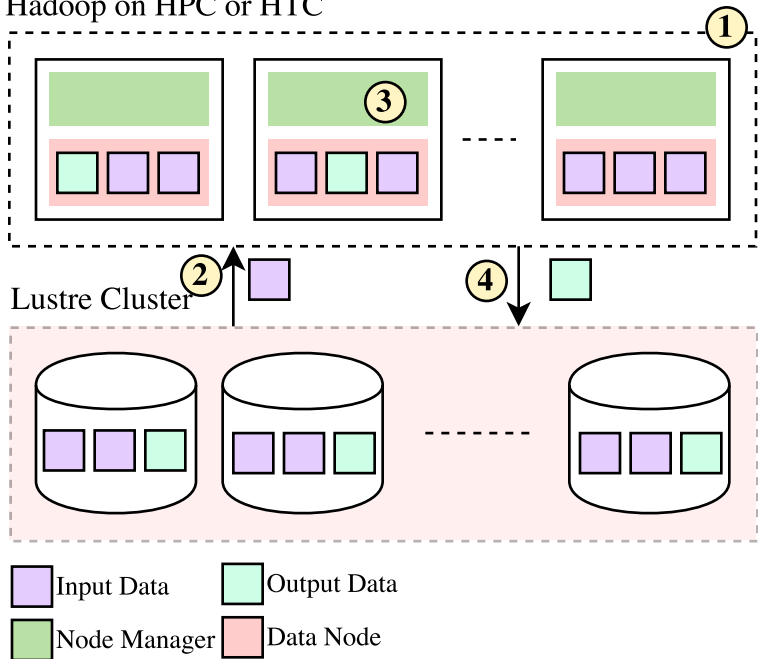 Hadoop on HPC or HTC
1
3
2
4
Lustre Cluster
Input Data
Output Data
Node Manager
Data Node